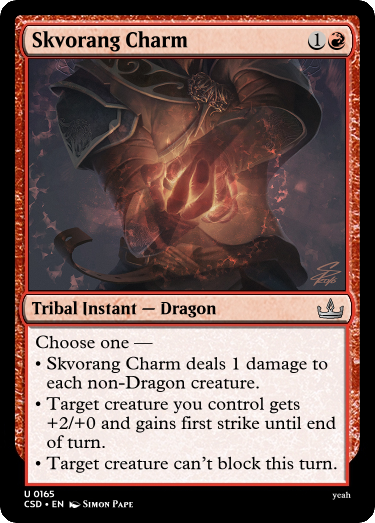 Skvorang Charm 1
Tribal Instant — Dragon
Choose one —
• Skvorang Charm deals 1 damage to
each non-Dragon creature.
• Target creature you control gets
+2/+0 and gains first strike until end
of turn.
• Target creature can't block this turn.
U 0165
CSD • EN Simon Pape
yeah